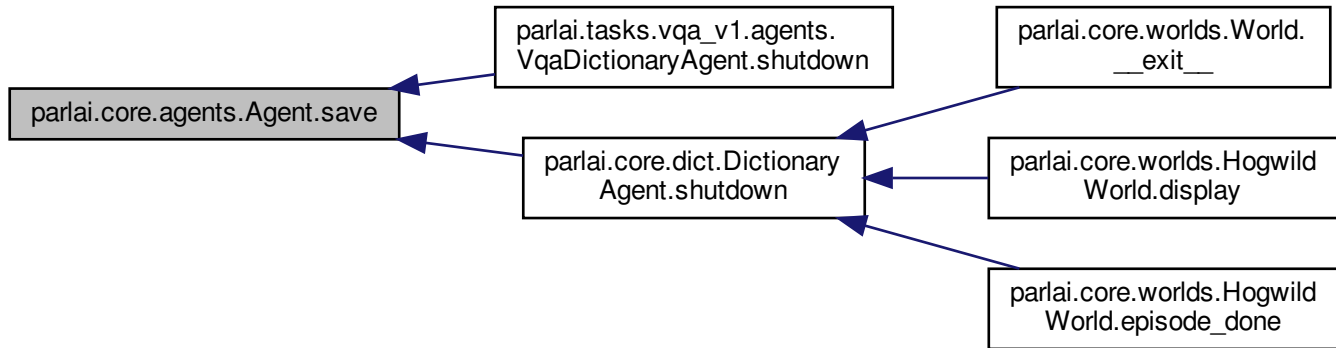 parlai.core.agents.Agent.save
parlai.tasks.vqa_v1.agents.
VqaDictionaryAgent.shutdown
parlai.core.dict.Dictionary
Agent.shutdown
parlai.core.worlds.World.
__exit__
parlai.core.worlds.Hogwild
World.display
parlai.core.worlds.Hogwild
World.episode_done